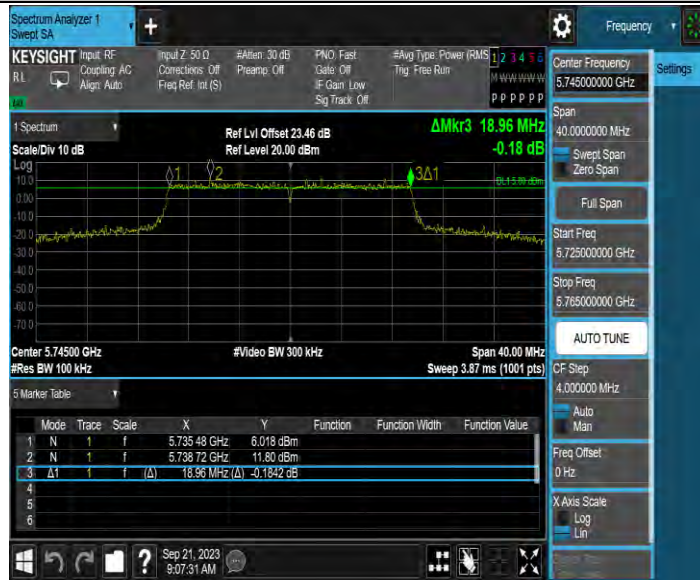 Spectrum Analyzer 1
Swept SA
+
Frequency
KEYSIGHT
RL
Input: RF
Coupling: AC
Align: Auto
Input Z: 50 Ω
Corrections: Off
Freq Ref: Int (S)
#Atten: 30 dB
Preamp: Off
PNO: Fast
Gate: Off
IF Gain: Low
Sig Track: Off
#Avg Type: Power (RMS
Trig: Free Run
1 2 3 4 5 6
M W W W W W
P P P P P P
1 Spectrum
Scale/Div 10 dB
Ref Lvl Offset 23.46 dB
Ref Level 20.00 dBm
ΔMkr3 18.96 MHz
-0.18 dB
Log
10.0
0.00
-10.0
-20.0
-30.0
-40.0
-50.0
-60.0
-70.0
1
2
3Δ1
Center 5.74500 GHz
#Video BW 300 kHz
Span 40.00 MHz
#Res BW 100 kHz
Sweep 3.87 ms (1001 pts)
5 Marker Table
Mode Trace Scale X Y Function Function Width Function Value
1 N 1 f 5.735 48 GHz 6.018 dBm
2 N 1 f 5.738 72 GHz 11.80 dBm
3 Δ1 1 f (Δ) 18.96 MHz (Δ) -0.1842 dB
4
5
6
Sep 21, 2023
9:07:31 AM
Center Frequency
5.745000000 GHz
Settings
Span
40.0000000 MHz
Swept Span
Zero Span
Full Span
Start Freq
5.725000000 GHz
Stop Freq
5.765000000 GHz
AUTO TUNE
CF Step
4.000000 MHz
Auto
Man
Freq Offset
0 Hz
X Axis Scale
Log
Lin